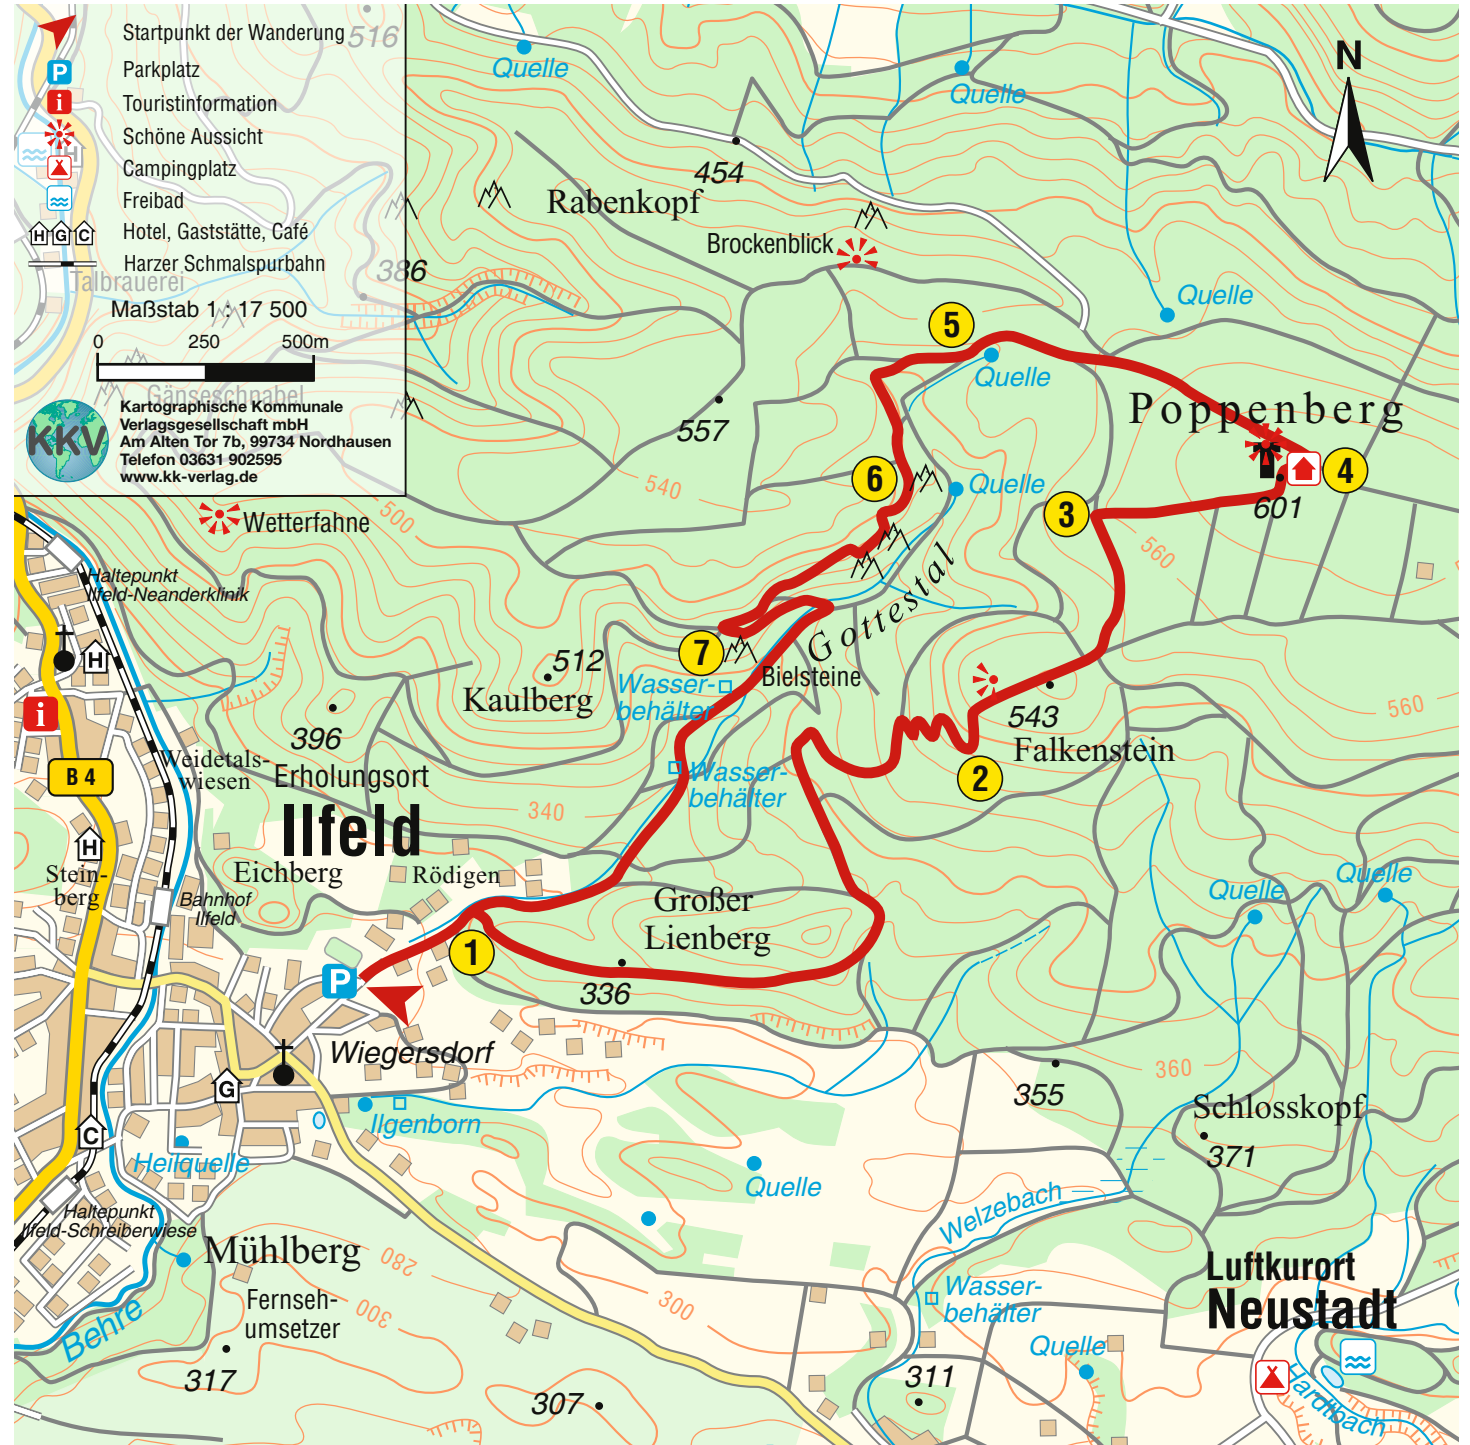 Startpunkt der Wanderung
516
Parkplatz
P
Touristinformation
i
Schöne Aussicht
Campingplatz
Freibad
H G C
Hotel, Gaststätte, Café
Harzer Schmalspurbahn
Talbrauerei
386
Maßstab 1 : 17 500
0 250 500m
Gänseschnabel
KKV
Kartographische Kommunale
Verlagsgesellschaft mbH
Am Alten Tor 7b, 99734 Nordhausen
Telefon 03631 902595
www.kk-verlag.de
H
N
Quelle
Quelle
454
Rabenkopf
Brockenblick
Quelle
5
Quelle
Poppenberg
557
540
6
Quelle
4
601
3
500
Wetterfahne
560
Haltepunkt
Ilfeld-Neanderklinik
H
Gottestal
7
Bielsteine
512
Kaulberg
Wasser-
behälter
i
396
543
Falkenstein
560
2
B 4
Weidetals-
wiesen
Erholungsort
Ilfeld
Wasser-
behälter
340
H
Stein-
berg
Eichberg
Rödigen
Bahnhof
Ilfeld
Großer
Lienberg
Quelle
Quelle
1
P
336
Wiegersdorf
355
360
Schlosskopf
371
G
Ilgenborn
C
Heilquelle
Quelle
Welzebach
Haltepunkt
Ilfeld-Schreiberwiese
Mühlberg
280
300
300
Fernseh-
umsetzer
Behre
317
307
Luftkurort
Neustadt
Wasser-
behälter
Quelle
311
Hardtbach